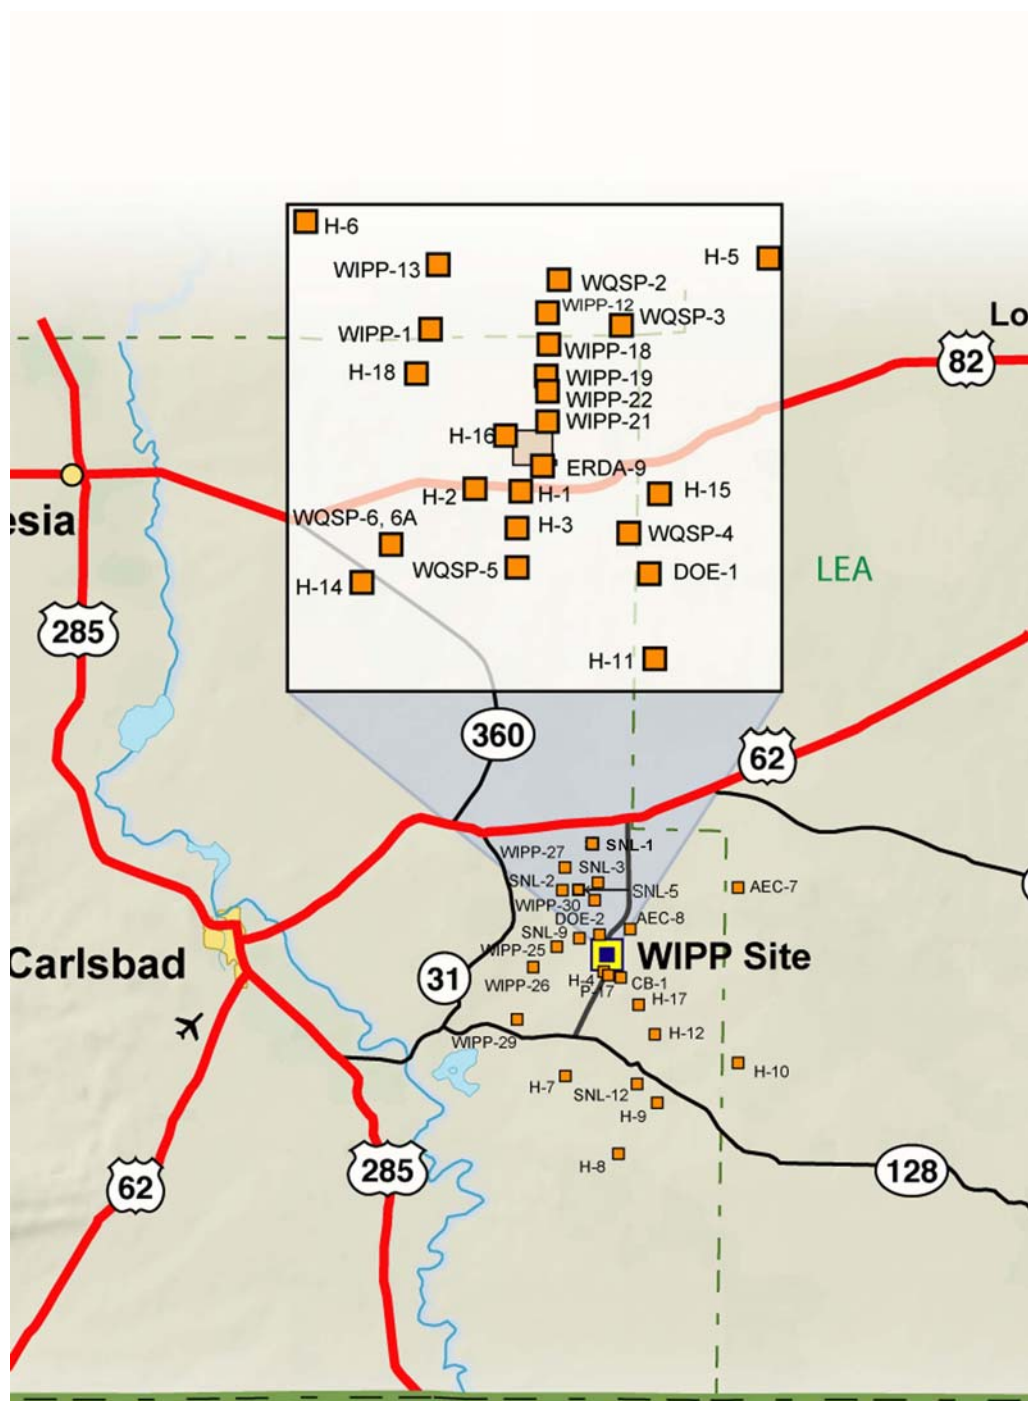 H-6
H-5
WIPP-13
WQSP-2
WIPP-12
WQSP-3
Lo
WIPP-1
WIPP-18
82
H-18
WIPP-19
WIPP-22
WIPP-21
H-16
ERDA-9
H-2
H-1
H-15
esia
WQSP-6, 6A
H-3
WQSP-4
WQSP-5
DOE-1
LEA
H-14
285
H-11
360
62
SNL-1
WIPP-27
SNL-3
SNL-2
SNL-5
AEC-7
WIPP-30
DOE-2
AEC-8
SNL-9
WIPP-25
WIPP Site
Carlsbad
31
WIPP-26
H-4
CB-1
P-17
H-17
H-12
WIPP-29
H-10
H-7
SNL-12
H-9
H-8
285
128
62